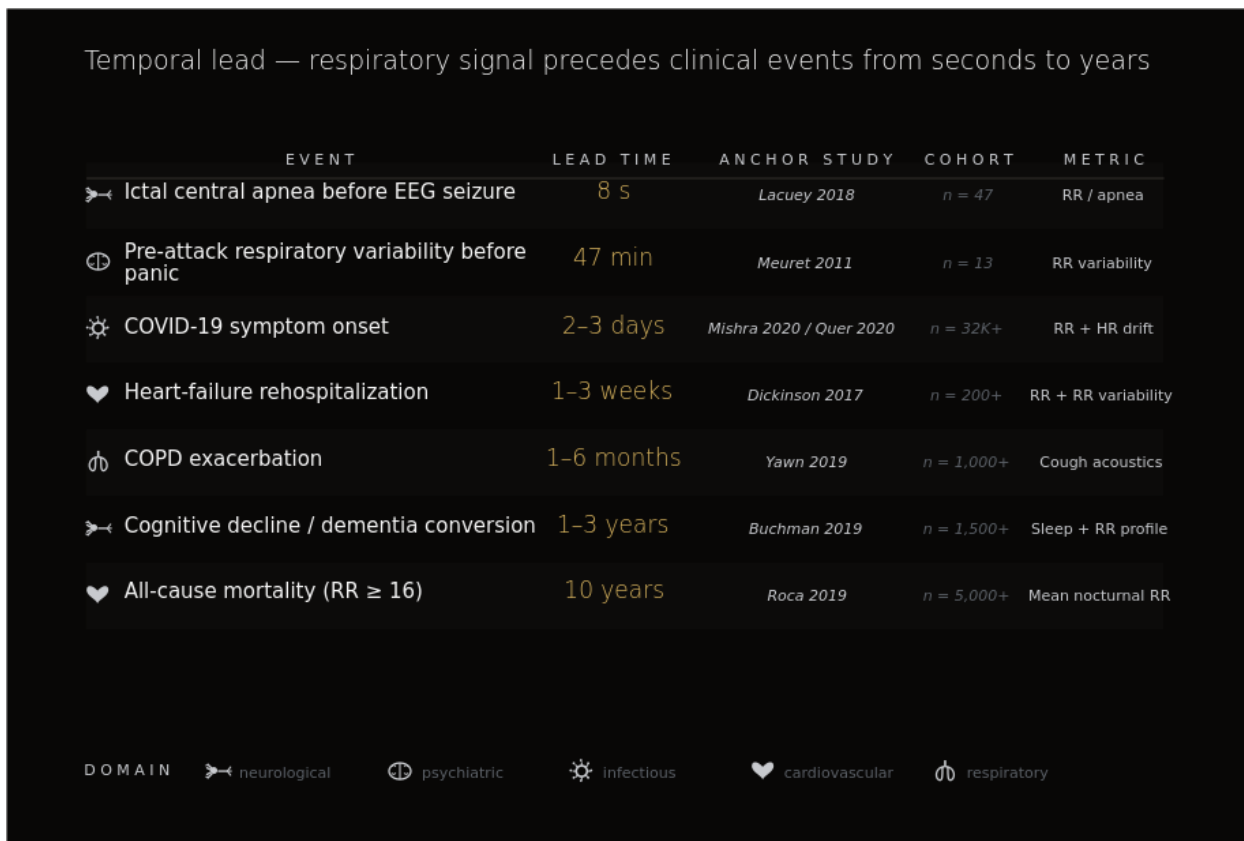 Temporal lead — respiratory signal precedes clinical events from seconds to years
EVENT LEAD TIME ANCHOR STUDY COHORT METRIC
Ictal central apnea before EEG seizure 8 s Lacuey 2018 n = 47 RR / apnea
Pre-attack respiratory variability before
panic 47 min Meuret 2011 n = 13 RR variability
COVID-19 symptom onset 2–3 days Mishra 2020 / Quer 2020 n = 32K+ RR + HR drift
Heart-failure rehospitalization 1–3 weeks Dickinson 2017 n = 200+ RR + RR variability
COPD exacerbation 1–6 months Yawn 2019 n = 1,000+ Cough acoustics
Cognitive decline / dementia conversion 1–3 years Buchman 2019 n = 1,500+ Sleep + RR profile
All-cause mortality (RR ≥ 16) 10 years Roca 2019 n = 5,000+ Mean nocturnal RR
DOMAIN neurological psychiatric infectious cardiovascular respiratory